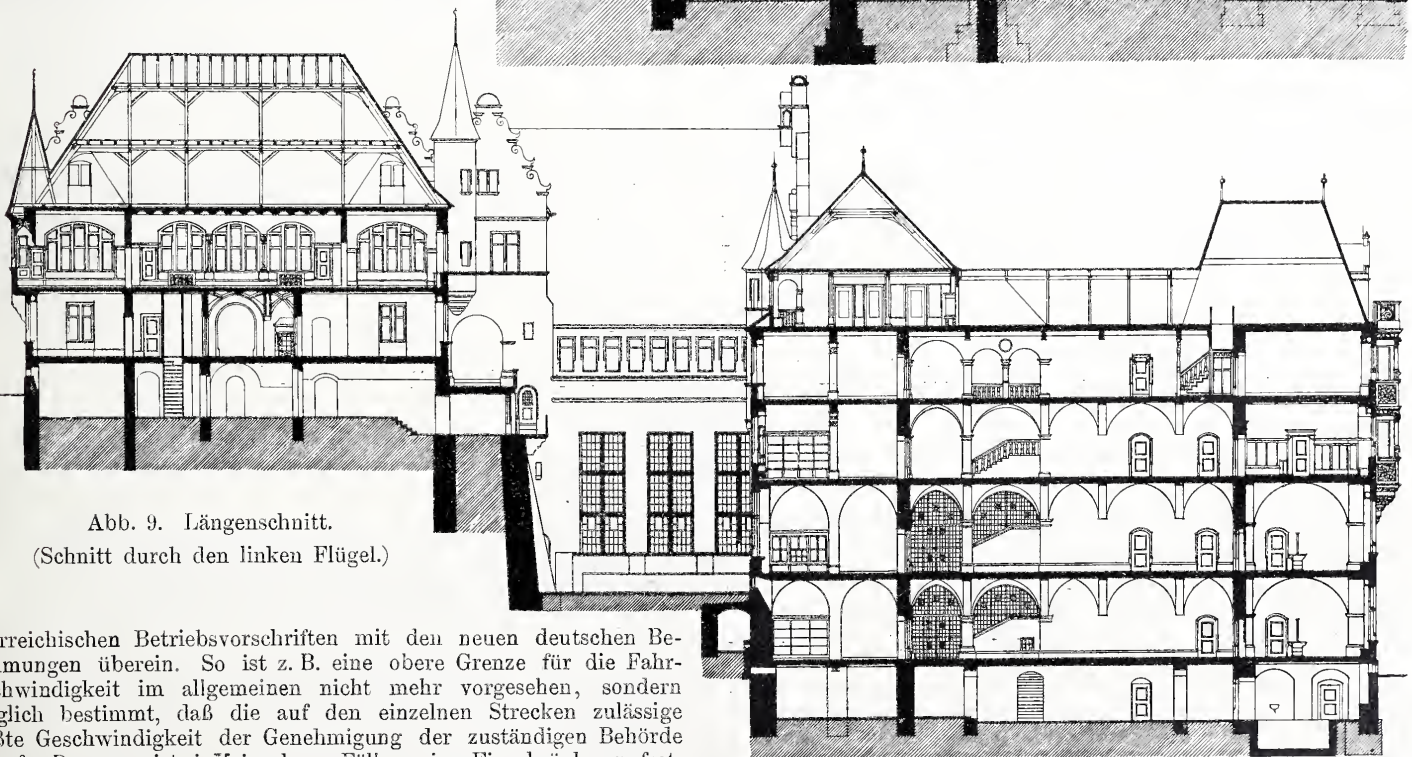 Abb. 9. Längenschnitt.
(Schnitt durch den linken Flügel.)
rreichischen Betriebsvorschriften mit den neuen deutschen Be-
mungen überein. So ist z. B. eine obere Grenze für die Fahr-
hwindigkeit im allgemeinen nicht mehr vorgesehen, sondern
glich bestimmt, daß die auf den einzelnen Strecken zulässige
ßte Geschwindigkeit der Genehmigung der zuständigen Behörde